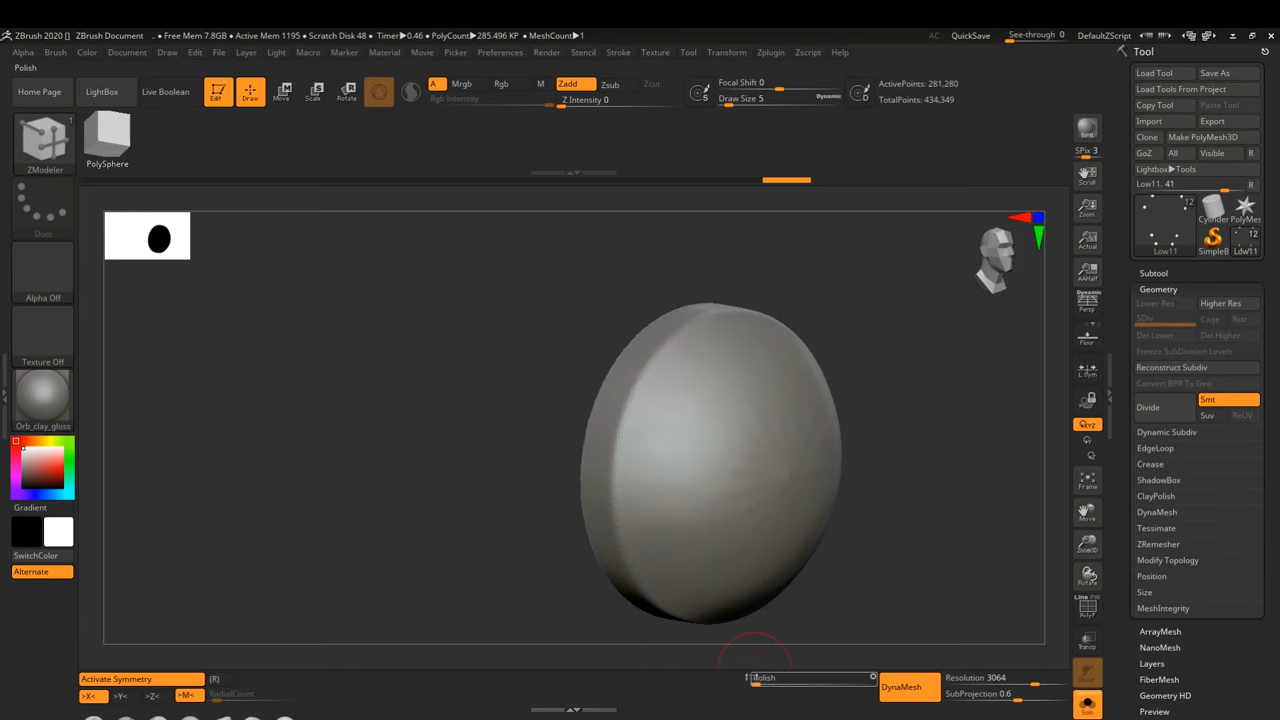 ZBrush 2020 [] ZBrush Document .. • Free Mem 7.8GB • Active Mem 1195 • Scratch Disk 48 • Timer▶0.46 • PolyCount▶285.496 KP • MeshCount▶1 AC QuickSave See-through 0 DefaultZScript
Alpha Brush Color Document Draw Edit File Layer Light Macro Marker Material Movie Picker Preferences Render Stencil Stroke Texture Tool Transform Zplugin Zscript Help
Polish
Home Page LightBox Live Boolean Edit Draw Move Scale Rotate
A Mrgb Rgb M Zadd Zsub Zcut
Rgb Intensity Z Intensity 0
Focal Shift 0
Draw Size 5 Dynamic
S D
ActivePoints: 281,280
TotalPoints: 434,349
1
ZModeler
PolySphere
Dots
Alpha Off
Texture Off
Orb_clay_gloss
Gradient
SwitchColor
Alternate
BPR
SPix 3
Scroll
Zoom
Actual
AAHalf
Dynamic
Persp
Floor
L.Sym
XYZ
Frame
Move
Zoom3D
Rotate
Line Fill
PolyF
Transp
Solo
Tool
Load Tool Save As
Load Tools From Project
Copy Tool Paste Tool
Import Export
Clone Make PolyMesh3D
GoZ All Visible R
Lightbox▶Tools
Low11. 41 R
12
Cylinder PolyMes
12
Low11 SimpleB Low11
Subtool
Geometry
Lower Res Higher Res
SDiv Cage Rstr
Del Lower Del Higher
Freeze SubDivision Levels
Reconstruct Subdiv
Convert BPR To Geo
Divide Smt
Suv ReUV
Dynamic Subdiv
EdgeLoop
Crease
ShadowBox
ClayPolish
DynaMesh
Tessimate
ZRemesher
Modify Topology
Position
Size
MeshIntegrity
ArrayMesh
NanoMesh
Layers
FiberMesh
Geometry HD
Preview
Activate Symmetry (R)
>X< >Y< >Z< >M< RadialCount
Polish
DynaMesh
Resolution 3064
SubProjection 0.6